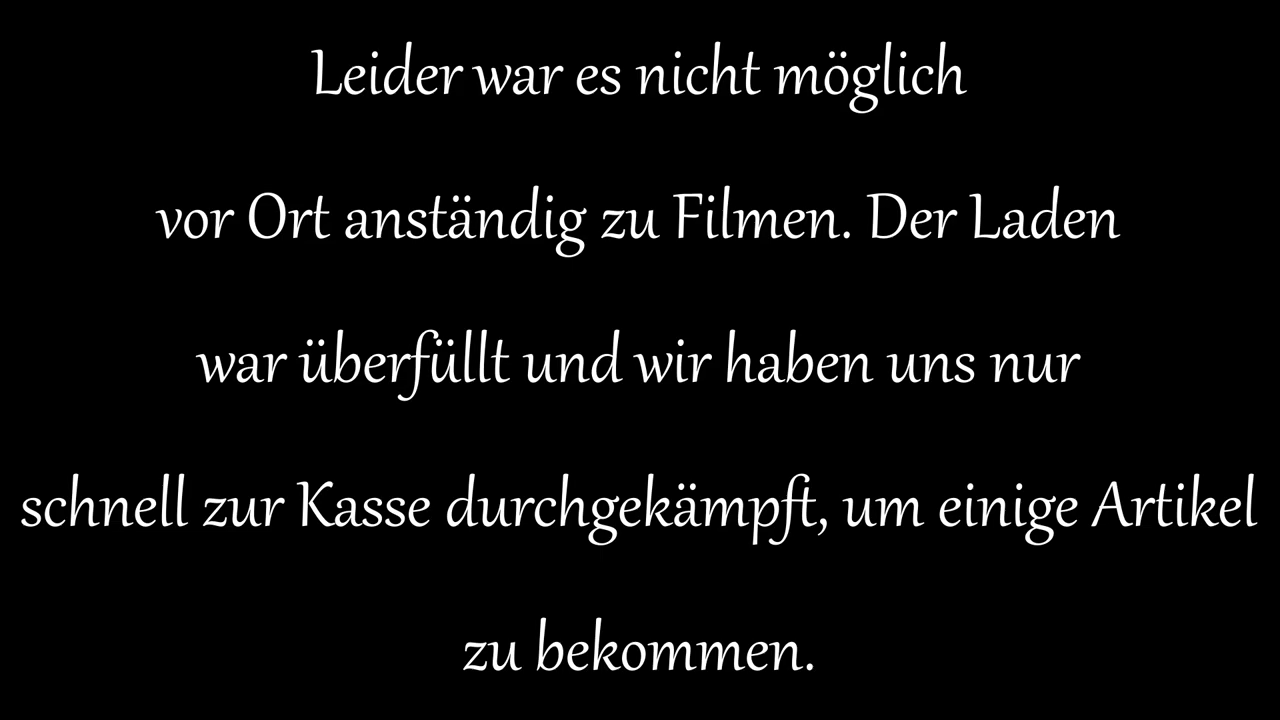 Leider war es nicht möglich
vor Ort anständig zu Filmen. Der Laden
war überfüllt und wir haben uns nur
schnell zur Kasse durchgekämpft, um einige Artikel
zu bekommen.